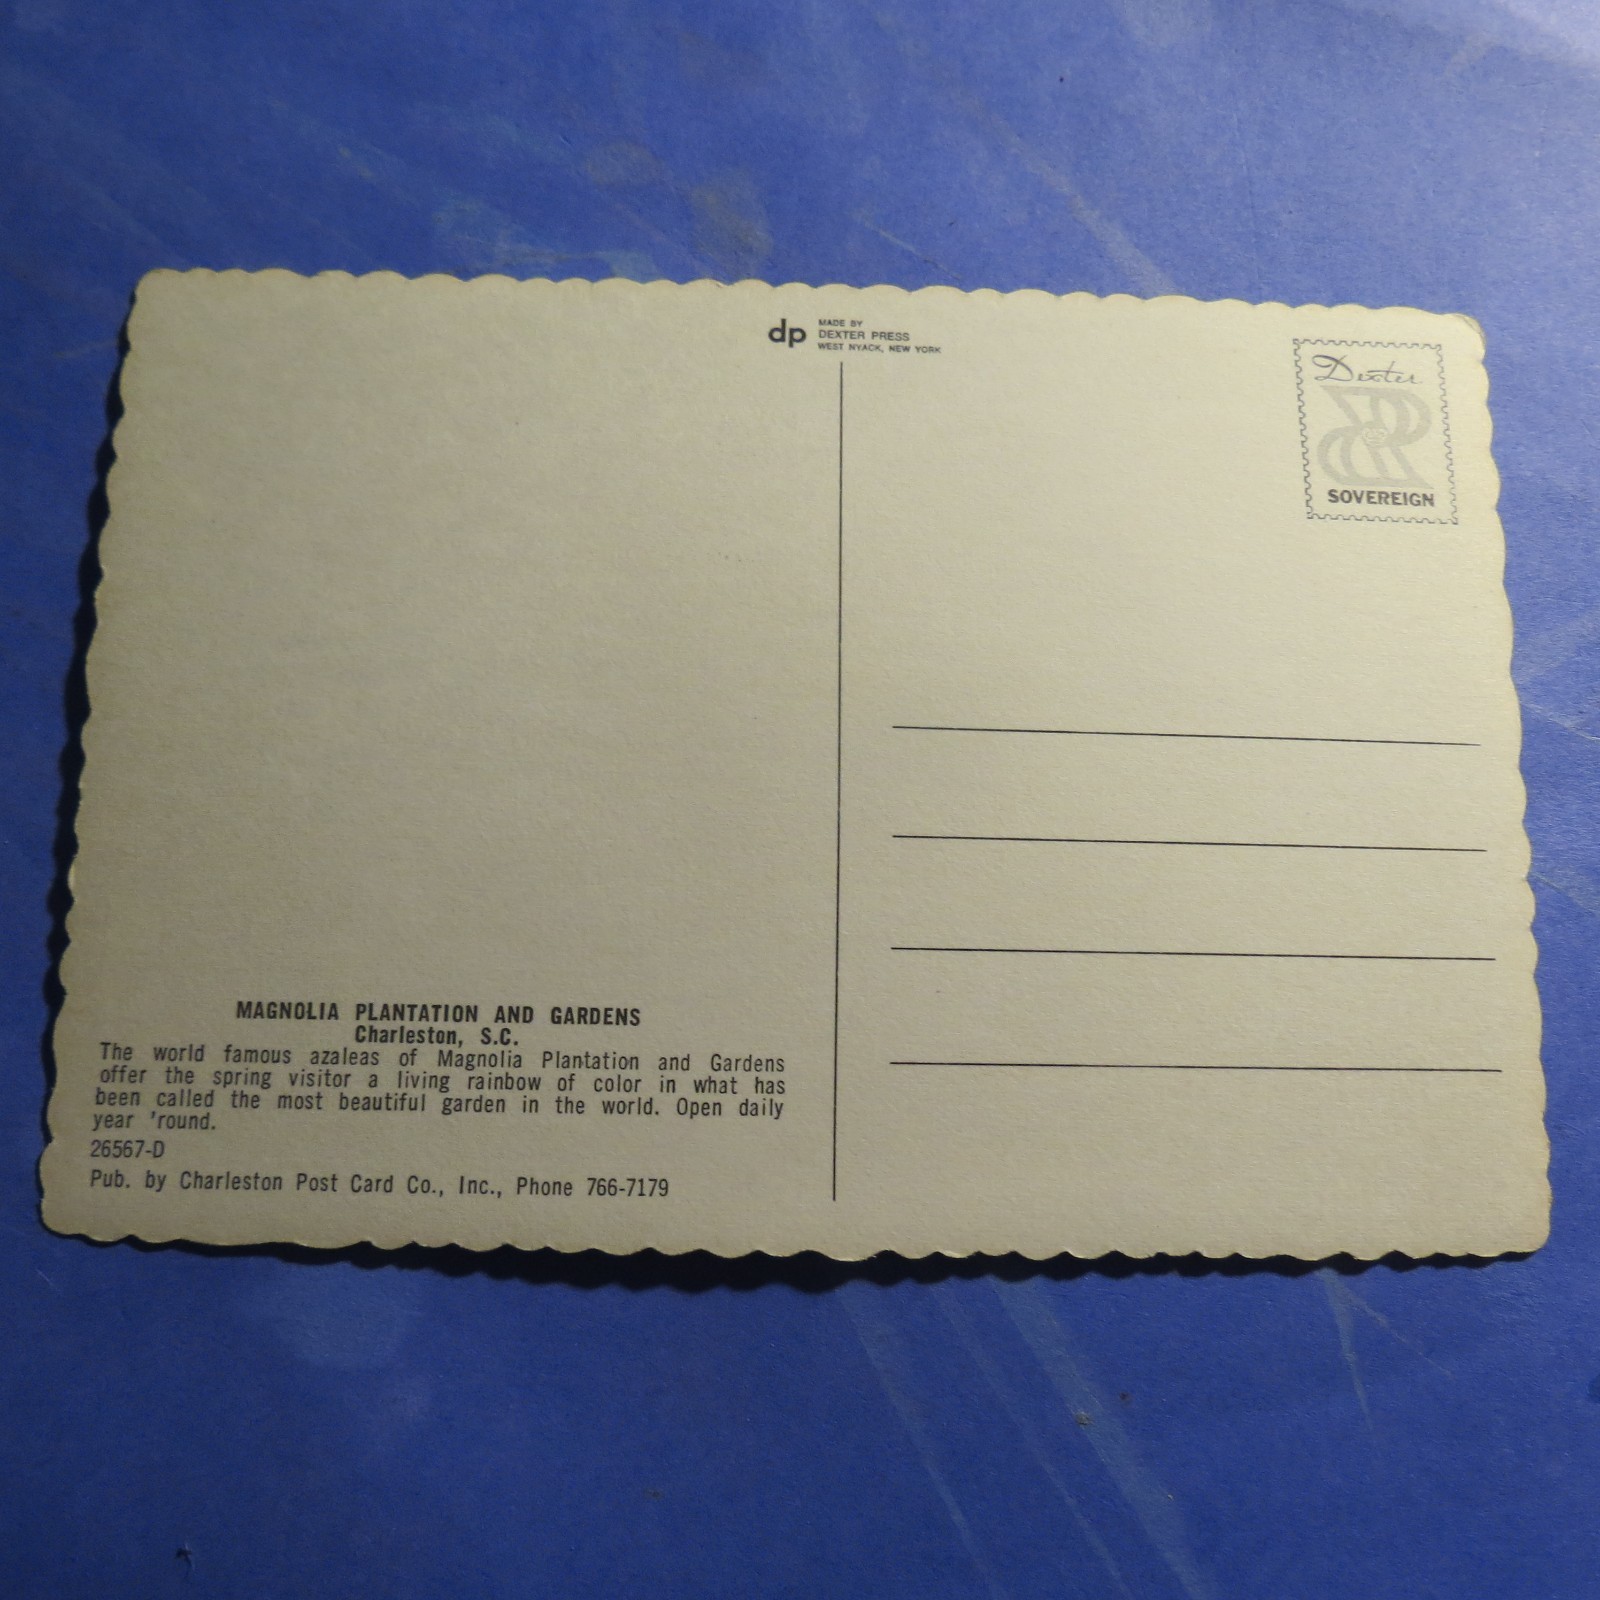 dp
MADE BY
DEXTER PRESS
WEST NYACK, NEW YORK
Dexter
SOVEREIGN
MAGNOLIA PLANTATION AND GARDENS
Charleston, S.C.
The world famous azaleas of Magnolia Plantation and Gardens
offer the spring visitor a living rainbow of color in what has
been called the most beautiful garden in the world. Open daily
year 'round.
26567-D
Pub. by Charleston Post Card Co., Inc., Phone 766-7179